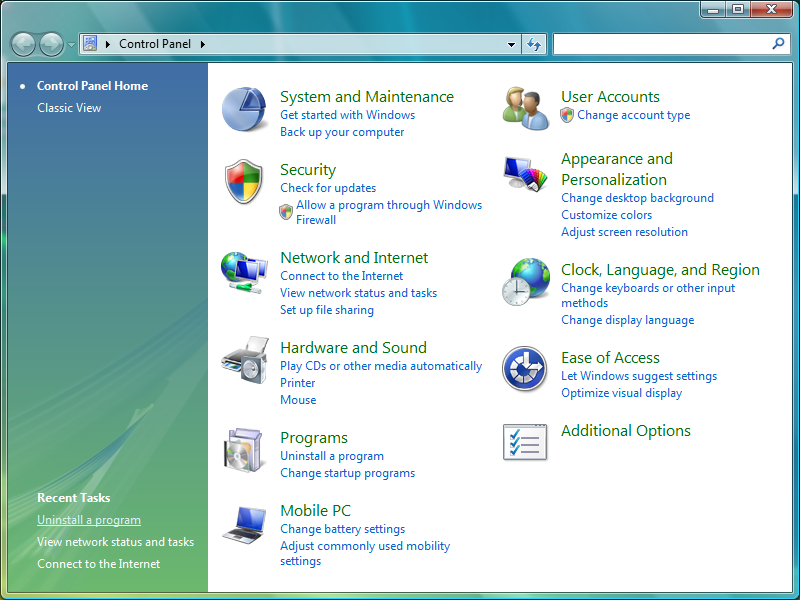 Control Panel
Control Panel Home
Classic View
Recent Tasks
Uninstall a program
View network status and tasks
Connect to the Internet
System and Maintenance
Get started with Windows
Back up your computer
Security
Check for updates
Allow a program through Windows
Firewall
Network and Internet
Connect to the Internet
View network status and tasks
Set up file sharing
Hardware and Sound
Play CDs or other media automatically
Printer
Mouse
Programs
Uninstall a program
Change startup programs
Mobile PC
Change battery settings
Adjust commonly used mobility
settings
User Accounts
Change account type
Appearance and
Personalization
Change desktop background
Customize colors
Adjust screen resolution
Clock, Language, and Region
Change keyboards or other input
methods
Change display language
Ease of Access
Let Windows suggest settings
Optimize visual display
Additional Options